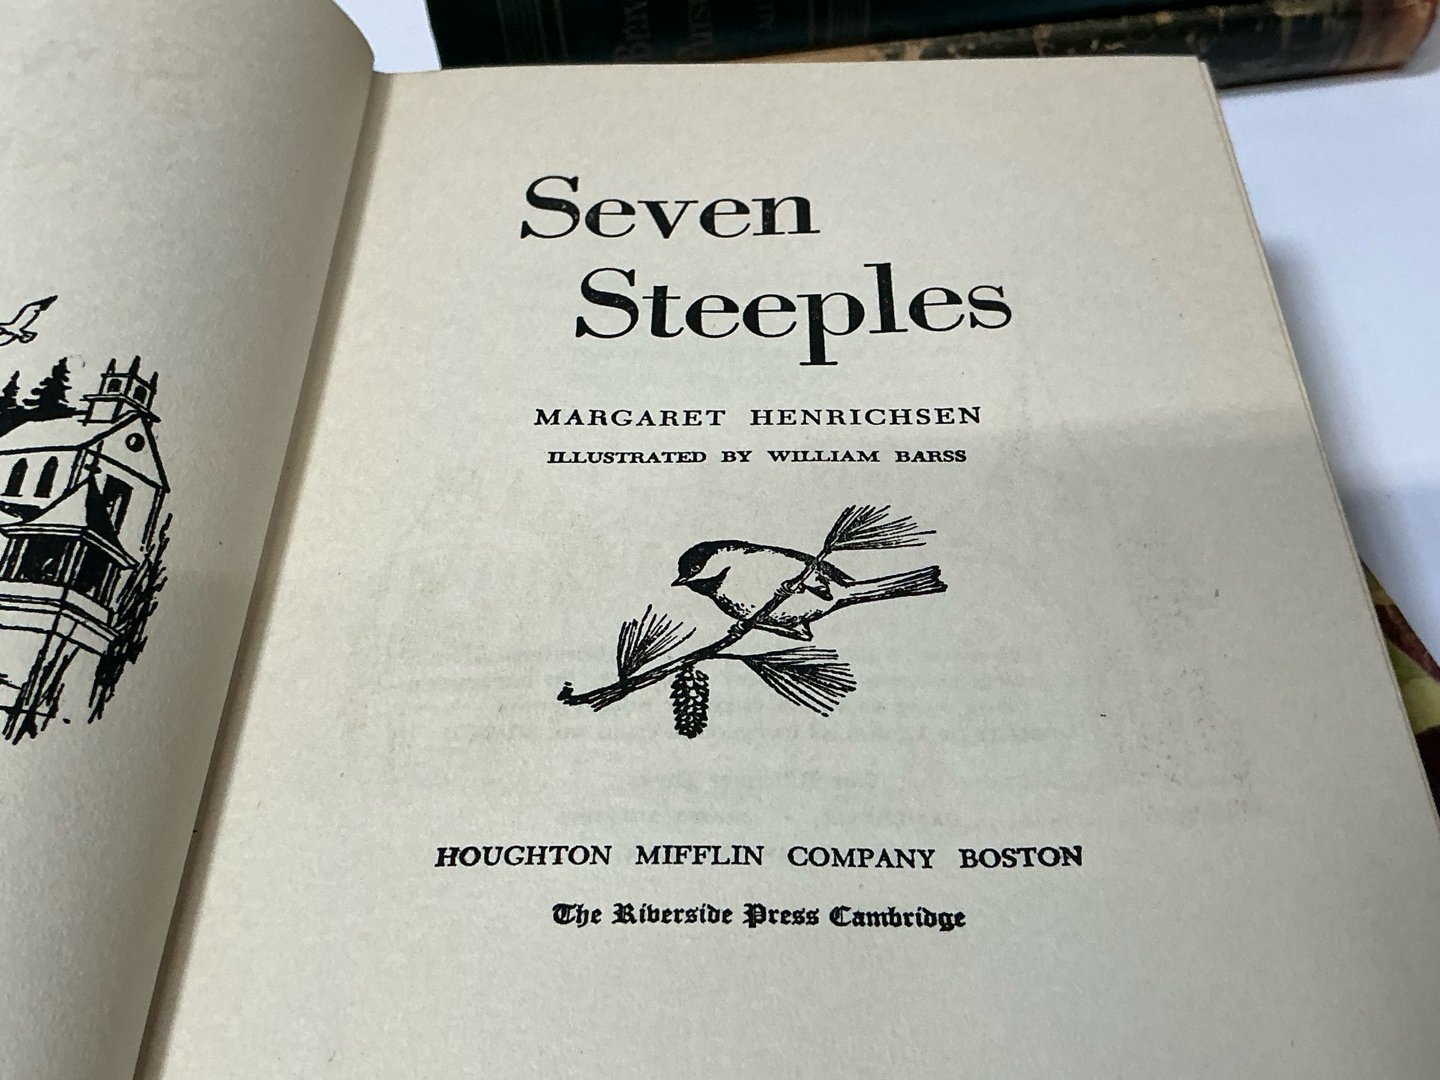 Seven
Steeples
MARGARET HENRICHSEN
ILLUSTRATED BY WILLIAM BARSS
HOUGHTON MIFFLIN COMPANY BOSTON
The Riverside Press Cambridge